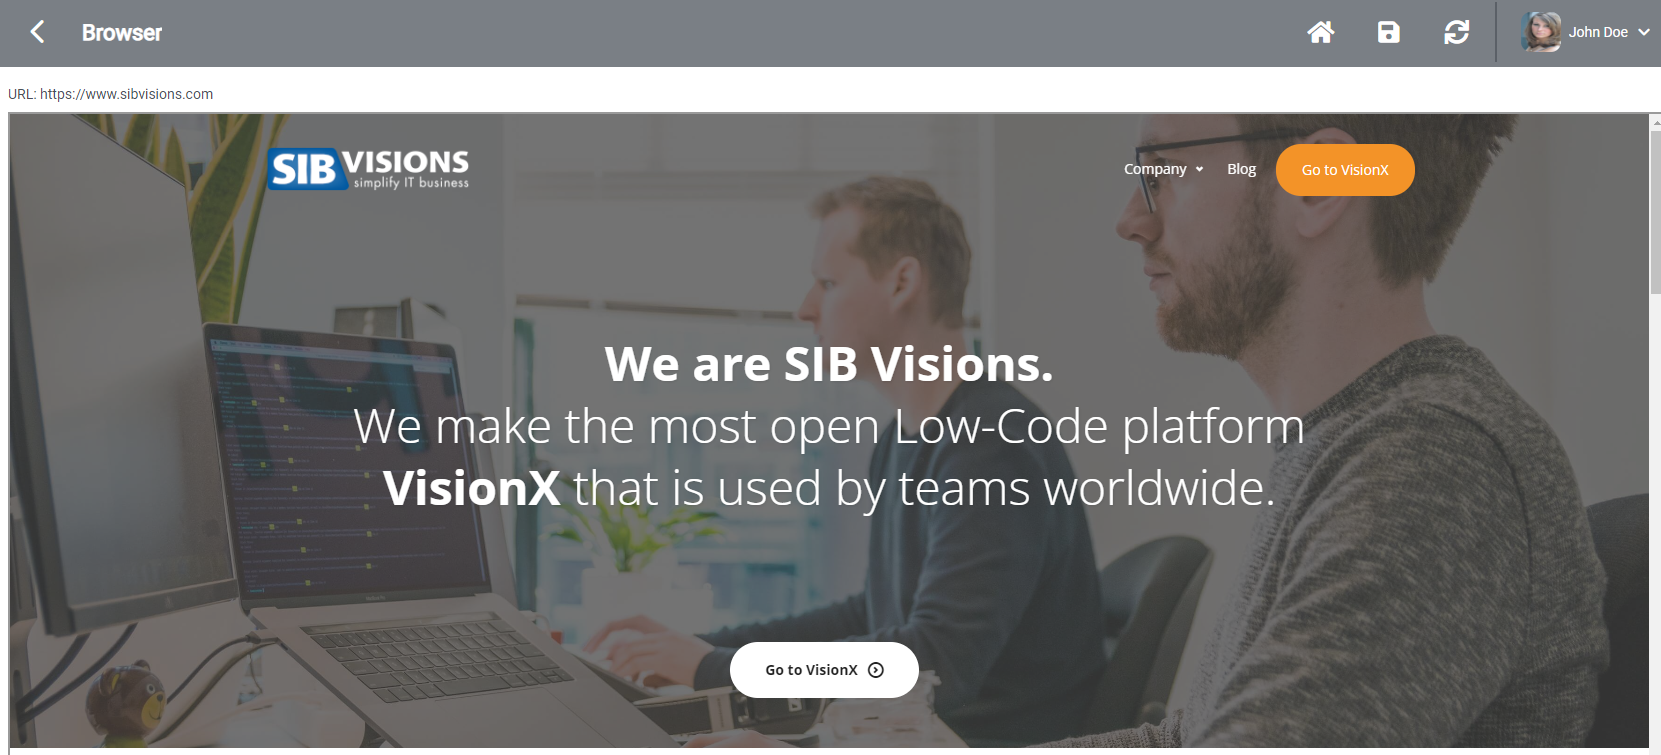 Browser
John Doe
URL: https://www.sibvisions.com
SIB VISIONS
simplify IT business
Company
Blog
Go to VisionX
We are SIB Visions.
We make the most open Low-Code platform
VisionX that is used by teams worldwide.
Go to VisionX